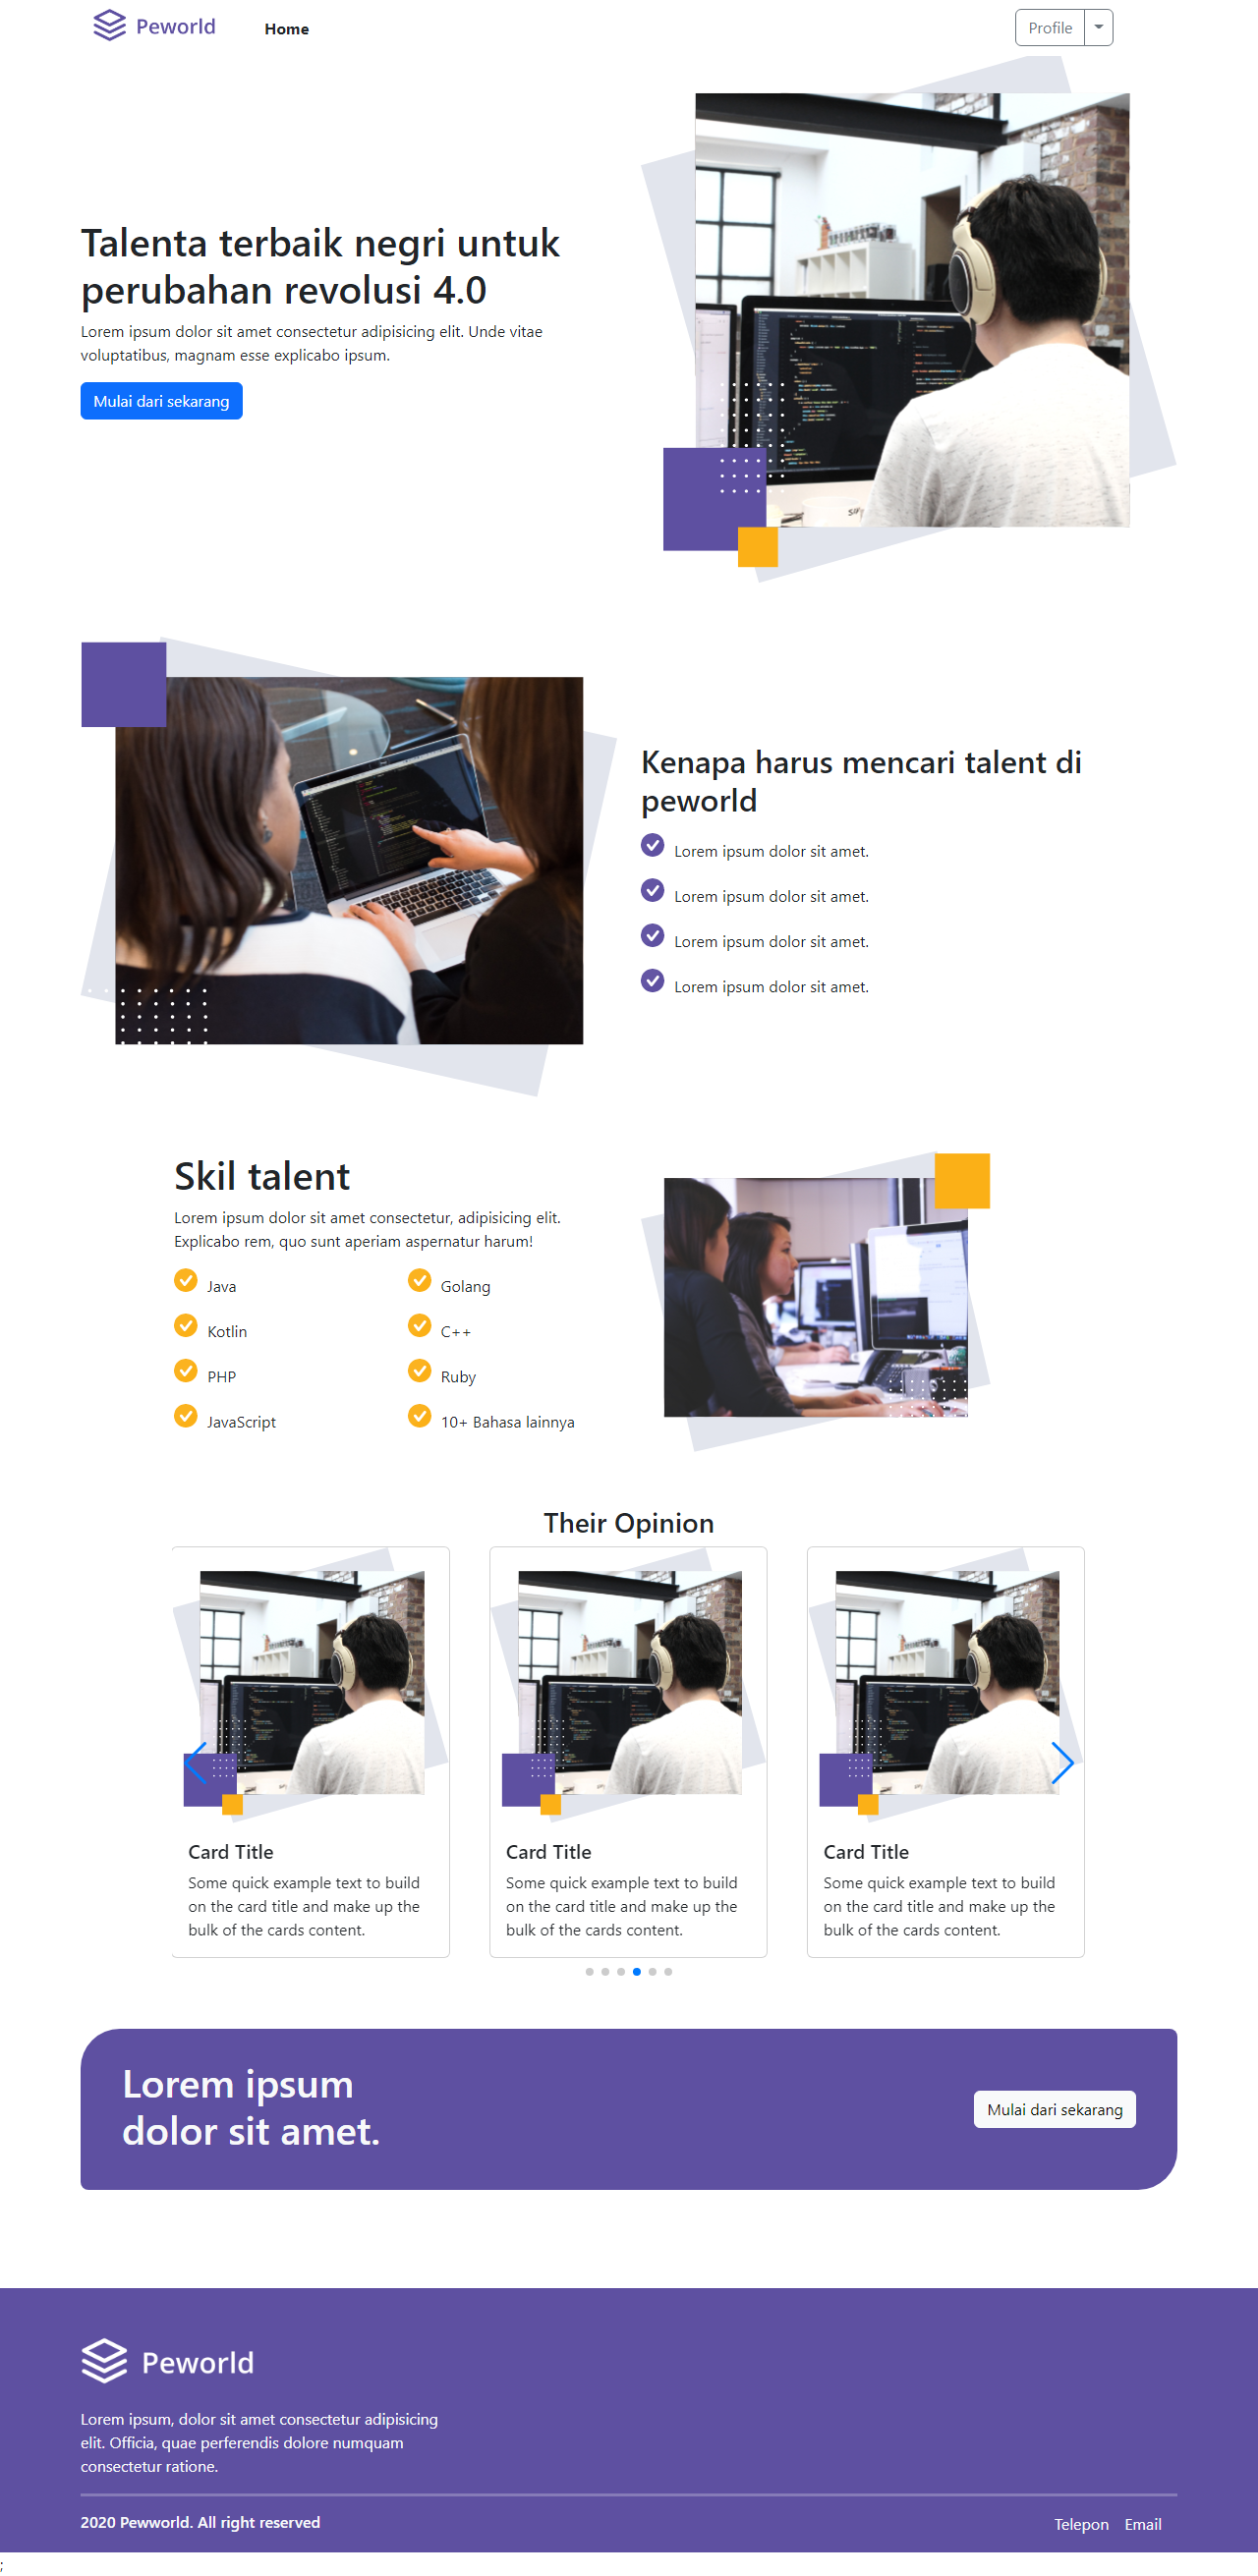 Peworld
Home
Profile
Talenta terbaik negri untuk
perubahan revolusi 4.0
Lorem ipsum dolor sit amet consectetur adipisicing elit. Unde vitae
voluptatibus, magnam esse explicabo ipsum.
Mulai dari sekarang
Kenapa harus mencari talent di
peworld
Lorem ipsum dolor sit amet.
Lorem ipsum dolor sit amet.
Lorem ipsum dolor sit amet.
Lorem ipsum dolor sit amet.
Skil talent
Lorem ipsum dolor sit amet consectetur, adipisicing elit.
Explicabo rem, quo sunt aperiam aspernatur harum!
Java
Golang
Kotlin
C++
PHP
Ruby
JavaScript
10+ Bahasa lainnya
Their Opinion
Card Title
Some quick example text to build
on the card title and make up the
bulk of the cards content.
Card Title
Some quick example text to build
on the card title and make up the
bulk of the cards content.
Card Title
Some quick example text to build
on the card title and make up the
bulk of the cards content.
Lorem ipsum
dolor sit amet.
Mulai dari sekarang
Peworld
Lorem ipsum, dolor sit amet consectetur adipisicing
elit. Officia, quae perferendis dolore numquam
consectetur ratione.
2020 Pewworld. All right reserved
Telepon
Email
;